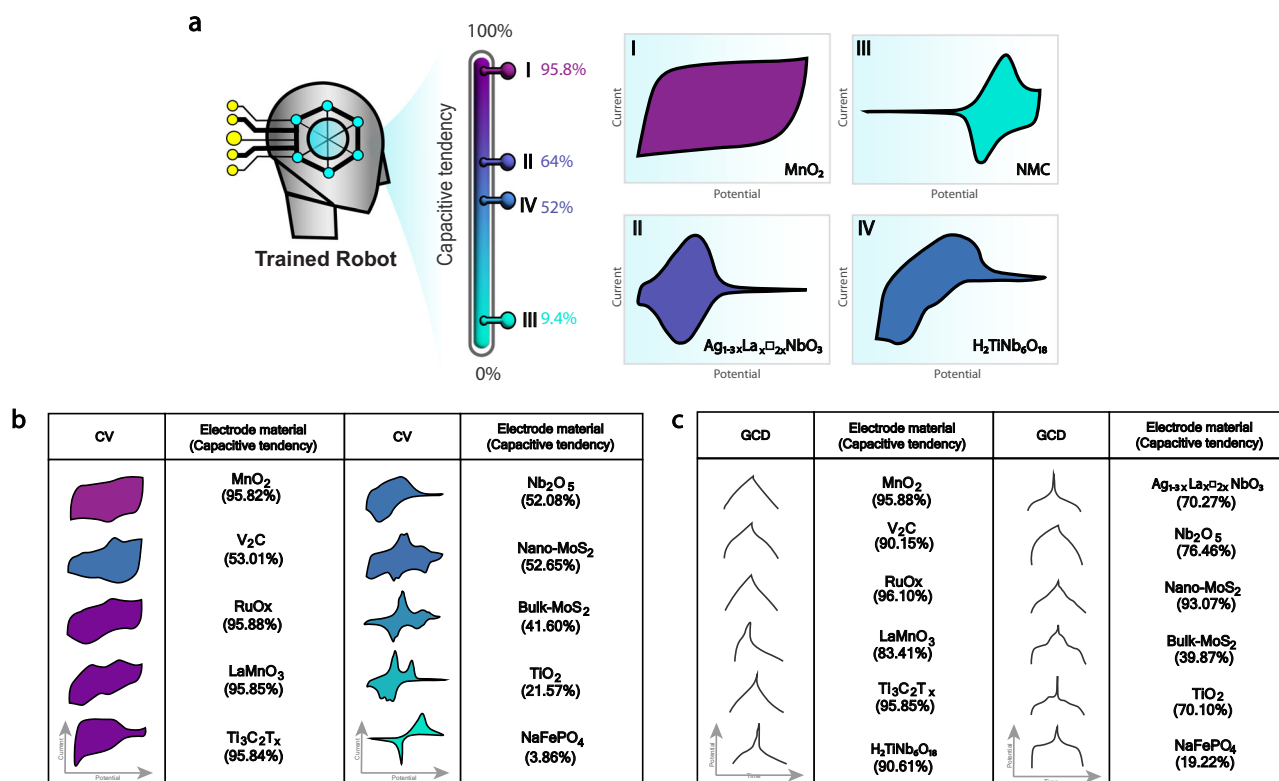 a
100%
Capacitive tendency
I 95.8%
II 64%
IV 52%
III 9.4%
0%
Trained Robot
I
Current
MnO₂
Potential
III
Current
NMC
Potential
II
Current
Ag₁₋₃ₓLaₓ□₂ₓNbO₃
Potential
IV
Current
H₂TiNb₆O₁₈
Potential
b
CV
Electrode material
(Capacitive tendency)
CV
Electrode material
(Capacitive tendency)
MnO₂
(95.82%)
Nb₂O₅
(52.08%)
V₂C
(53.01%)
Nano-MoS₂
(52.65%)
RuOx
(95.88%)
Bulk-MoS₂
(41.60%)
LaMnO₃
(95.85%)
TiO₂
(21.57%)
Ti₃C₂Tₓ
(95.84%)
NaFePO₄
(3.86%)
Current
Potential
Current
Potential
c
GCD
Electrode material
(Capacitive tendency)
GCD
Electrode material
(Capacitive tendency)
MnO₂
(95.88%)
Ag₁₋₃ₓLaₓ□₂ₓNbO₃
(70.27%)
V₂C
(90.15%)
Nb₂O₅
(76.46%)
RuOx
(96.10%)
Nano-MoS₂
(93.07%)
LaMnO₃
(83.41%)
Bulk-MoS₂
(39.87%)
Ti₃C₂Tₓ
(95.85%)
TiO₂
(70.10%)
H₂TiNb₆O₁₈
(90.61%)
NaFePO₄
(19.22%)
Potential
Time
Potential
Time